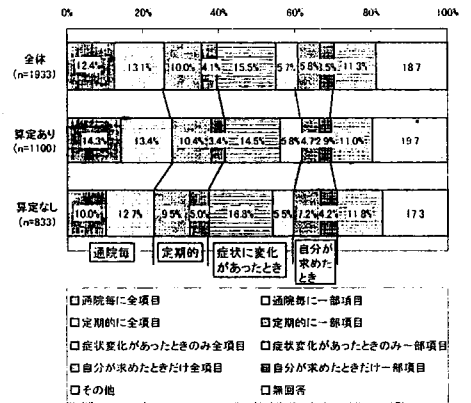 0% 20% 40% 60% 80% 100%
全体
(n=1933)
12.4% 13.1% 10.0% 4.1% 15.5% 5.7% 5.8% 3.5% 11.3% 18.7
算定あり
(n=1100)
14.3% 13.4% 10.4% 3.4% 14.5% 5.8% 4.7% 2.9% 11.0% 19.7
算定なし
(n=833)
10.0% 12.7% 9.5% 5.0% 16.8% 5.5% 7.2% 4.2% 11.8% 17.3
通院毎 定期的 症状に変化
があったとき
自分が
求めた
とき
通院毎に全項目 通院毎に一部項目
定期的に全項目 定期的に一部項目
症状変化があったときのみ全項目 症状変化があったときのみ一部項目
自分が求めたときだけ全項目 自分が求めたときだけ一部項目
その他 無回答